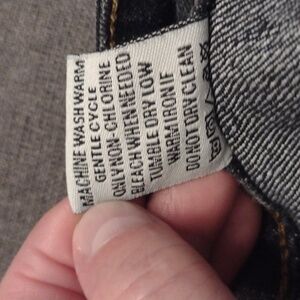 MACHINE WASH WARM
GENTLE CYCLE
ONLY NON-CHLORINE
BLEACH WHEN NEEDED
TUMBLE DRY LOW
WARM IRON IF
DO NOT DRY CLEAN